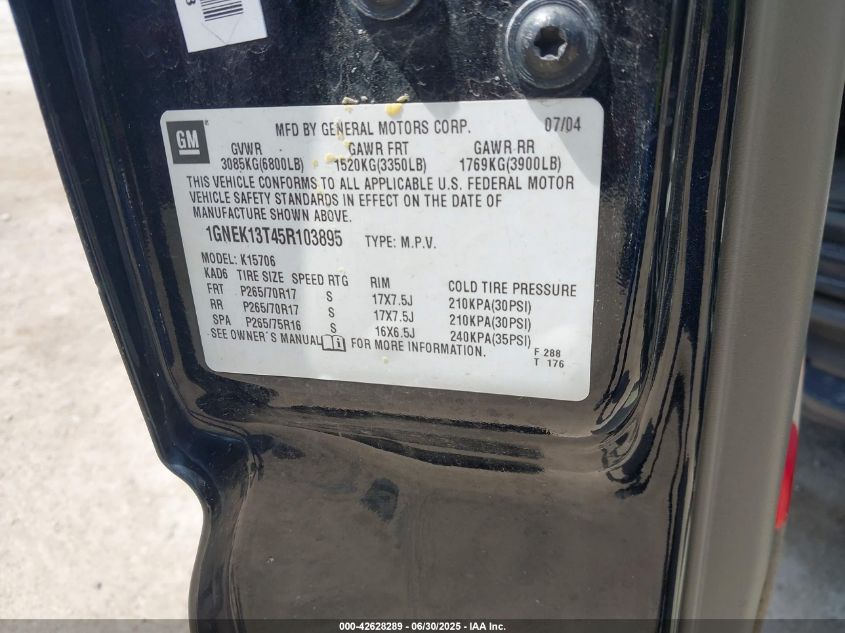 GM ®
MFD BY GENERAL MOTORS CORP. 07/04
GVWR GAWR FRT GAWR RR
3085KG(6800LB) 1520KG(3350LB) 1769KG(3900LB)
THIS VEHICLE CONFORMS TO ALL APPLICABLE U.S. FEDERAL MOTOR
VEHICLE SAFETY STANDARDS IN EFFECT ON THE DATE OF
MANUFACTURE SHOWN ABOVE.
1GNEK13T45R103895 TYPE: M.P.V.
MODEL: K15706
KAD6 TIRE SIZE SPEED RTG RIM COLD TIRE PRESSURE
FRT P265/70R17 S 17X7.5J 210KPA(30PSI)
RR P265/70R17 S 17X7.5J 210KPA(30PSI)
SPA P265/75R16 S 16X6.5J 240KPA(35PSI)
SEE OWNER'S MANUAL FOR MORE INFORMATION.
F 288
T 176
000-42628289 - 06/30/2025 - IAA Inc.